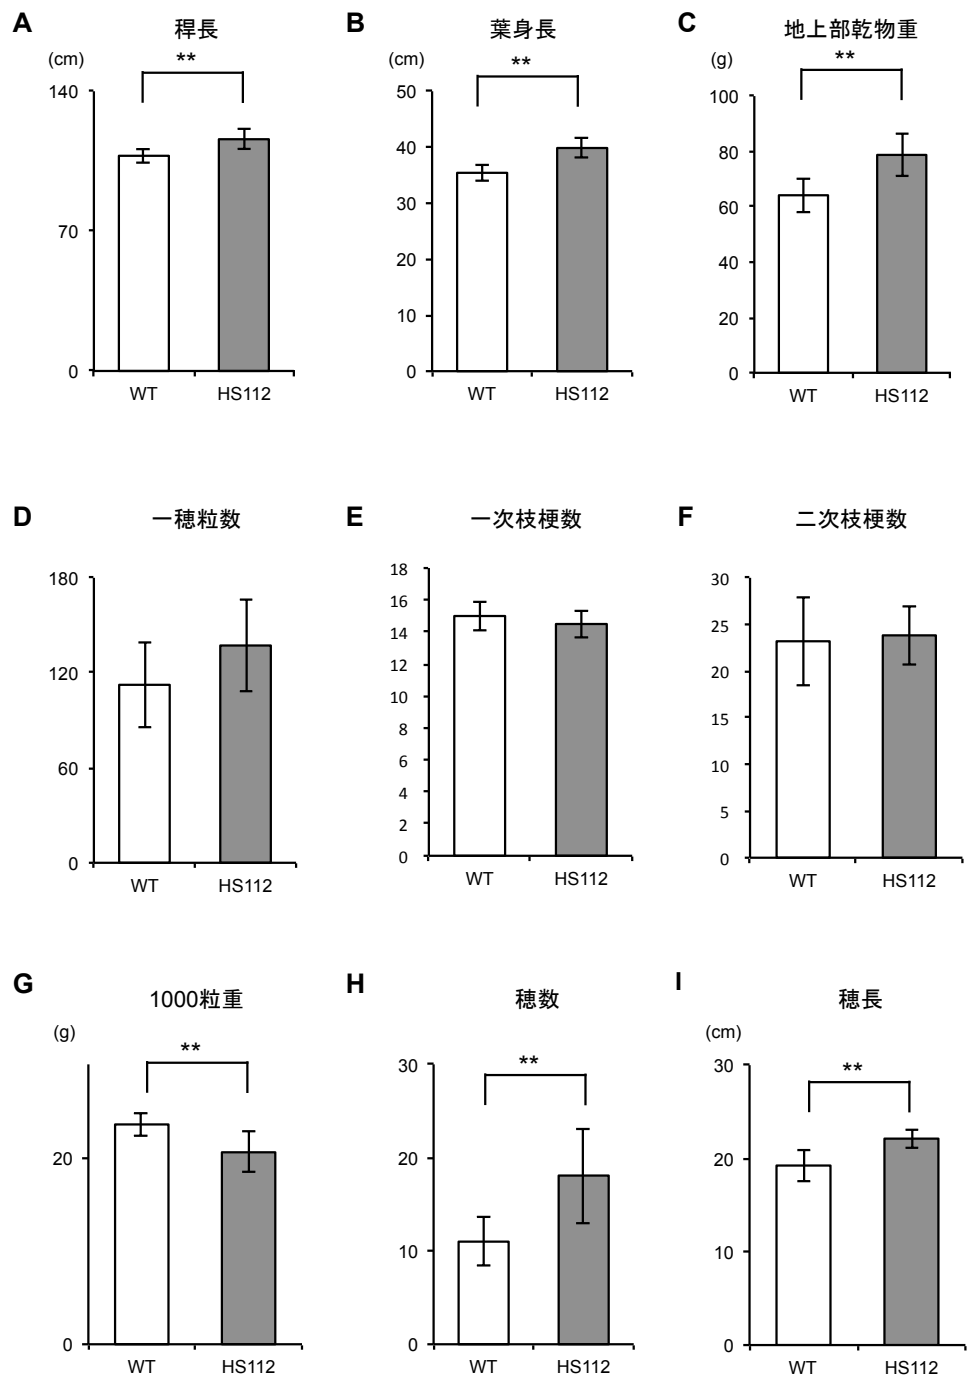 A 稈長
(cm)
**
140
70
0
WT HS112
B 葉身長
(cm)
**
50
40
30
20
10
0
WT HS112
C 地上部乾物重
(g)
**
100
80
60
40
20
0
WT HS112
D 一穂粒数
180
120
60
0
WT HS112
E 一次枝梗数
18
16
14
12
10
8
6
4
2
0
WT HS112
F 二次枝梗数
30
25
20
15
10
5
0
WT HS112
G 1000粒重
(g)
**
20
0
WT HS112
H 穂数
**
30
20
10
0
WT HS112
I 穂長
(cm)
**
30
20
10
0
WT HS112